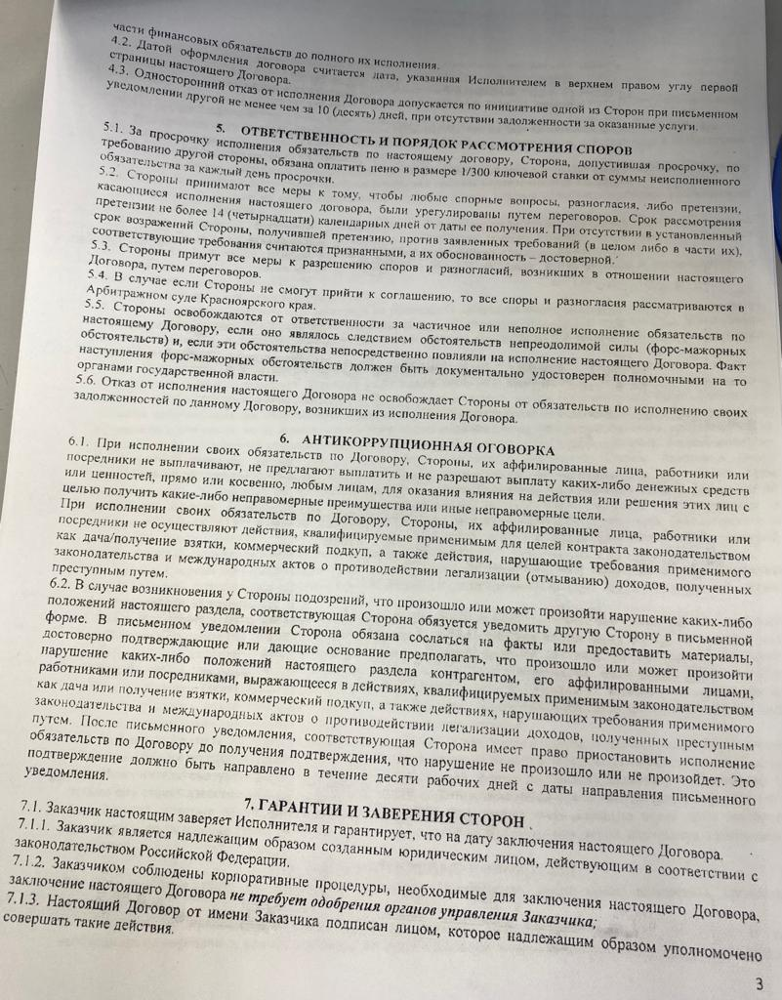 части финансовых обязательств до полного их исполнения.
4.2. Датой оформления договора считается дата, указанная Исполнителем в верхнем правом углу первой
страницы настоящего Договора.
4.3. Односторонний отказ от исполнения Договора допускается по инициативе одной из Сторон при письменном
уведомлении другой не менее чем за 10 (десять) дней, при отсутствии задолженности за оказанные услуги.
5. ОТВЕТСТВЕННОСТЬ И ПОРЯДОК РАССМОТРЕНИЯ СПОРОВ
5.1. За просрочку исполнения обязательств по настоящему договору, Сторона, допустившая просрочку, по
требованию другой стороны, обязана оплатить пеню в размере 1/300 ключевой ставки от суммы неисполненного
обязательства за каждый день просрочки.
5.2. Стороны принимают все меры к тому, чтобы любые спорные вопросы, разногласия, либо претензии,
касающиеся исполнения настоящего договора, были урегулированы путем переговоров. Срок рассмотрения
претензии не более 14 (четырнадцати) календарных дней от даты ее получения. При отсутствии в установленный
срок возражений Стороны, получившей претензию, против заявленных требований (в целом либо в части их),
соответствующие требования считаются признанными, а их обоснованность – достоверной.
5.3. Стороны примут все меры к разрешению споров и разногласий, возникших в отношении настоящего
Договора, путем переговоров.
5.4. В случае если Стороны не смогут прийти к соглашению, то все споры и разногласия рассматриваются в
Арбитражном суде Красноярского края.
5.5. Стороны освобождаются от ответственности за частичное или неполное исполнение обязательств по
настоящему Договору, если оно являлось следствием обстоятельств непреодолимой силы (форс-мажорных
обстоятельств) и, если эти обстоятельства непосредственно повлияли на исполнение настоящего Договора. Факт
наступления форс-мажорных обстоятельств должен быть документально удостоверен полномочными на то
органами государственной власти.
5.6. Отказ от исполнения настоящего Договора не освобождает Стороны от обязательств по исполнению своих
задолженностей по данному Договору, возникших из исполнения Договора.
6. АНТИКОРРУПЦИОННАЯ ОГОВОРКА
6.1. При исполнении своих обязательств по Договору, Стороны, их аффилированные лица, работники или
посредники не выплачивают, не предлагают выплатить и не разрешают выплату каких-либо денежных средств
или ценностей, прямо или косвенно, любым лицам, для оказания влияния на действия или решения этих лиц с
целью получить какие-либо неправомерные преимущества или иные неправомерные цели.
При исполнении своих обязательств по Договору, Стороны, их аффилированные лица, работники или
посредники не осуществляют действия, квалифицируемые применимым для целей контракта законодательством
как дача/получение взятки, коммерческий подкуп, а также действия, нарушающие требования применимого
законодательства и международных актов о противодействии легализации (отмыванию) доходов, полученных
преступным путем.
6.2. В случае возникновения у Стороны подозрений, что произошло или может произойти нарушение каких-либо
положений настоящего раздела, соответствующая Сторона обязуется уведомить другую Сторону в письменной
форме. В письменном уведомлении Сторона обязана сослаться на факты или предоставить материалы,
достоверно подтверждающие или дающие основание предполагать, что произошло или может произойти
нарушение каких-либо положений настоящего раздела контрагентом, его аффилированными лицами,
работниками или посредниками, выражающееся в действиях, квалифицируемых применимым законодательством
как дача или получение взятки, коммерческий подкуп, а также действиях, нарушающих требования применимого
законодательства и международных актов о противодействии легализации доходов, полученных преступным
путем. После письменного уведомления, соответствующая Сторона имеет право приостановить исполнение
обязательств по Договору до получения подтверждения, что нарушение не произошло или не произойдет. Это
подтверждение должно быть направлено в течение десяти рабочих дней с даты направления письменного
уведомления.
7. ГАРАНТИИ И ЗАВЕРЕНИЯ СТОРОН
7.1. Заказчик настоящим заверяет Исполнителя и гарантирует, что на дату заключения настоящего Договора.
7.1.1. Заказчик является надлежащим образом созданным юридическим лицом, действующим в соответствии с
законодательством Российской Федерации.
7.1.2. Заказчиком соблюдены корпоративные процедуры, необходимые для заключения настоящего Договора,
заключение настоящего Договора не требует одобрения органов управления Заказчика;
7.1.3. Настоящий Договор от имени Заказчика подписан лицом, которое надлежащим образом уполномочено
совершать такие действия.
3